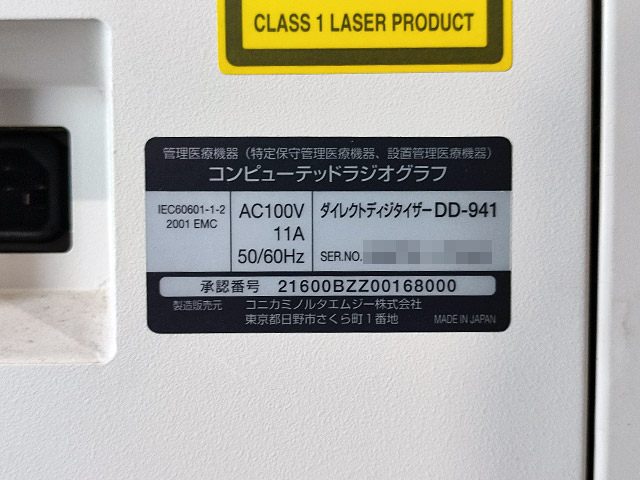 CLASS 1 LASER PRODUCT
管理医療機器（特定保守管理医療機器、設置管理医療機器）
コンピューテッドラジオグラフ
IEC60601-1-2
2001 EMC
AC100V
11A
50/60Hz
ダイレクトディジタイザー DD-941
SER.NO.
承認番号 21600BZZ00168000
製造販売元 コニカミノルタエムジー株式会社
東京都日野市さくら町1番地
MADE IN JAPAN